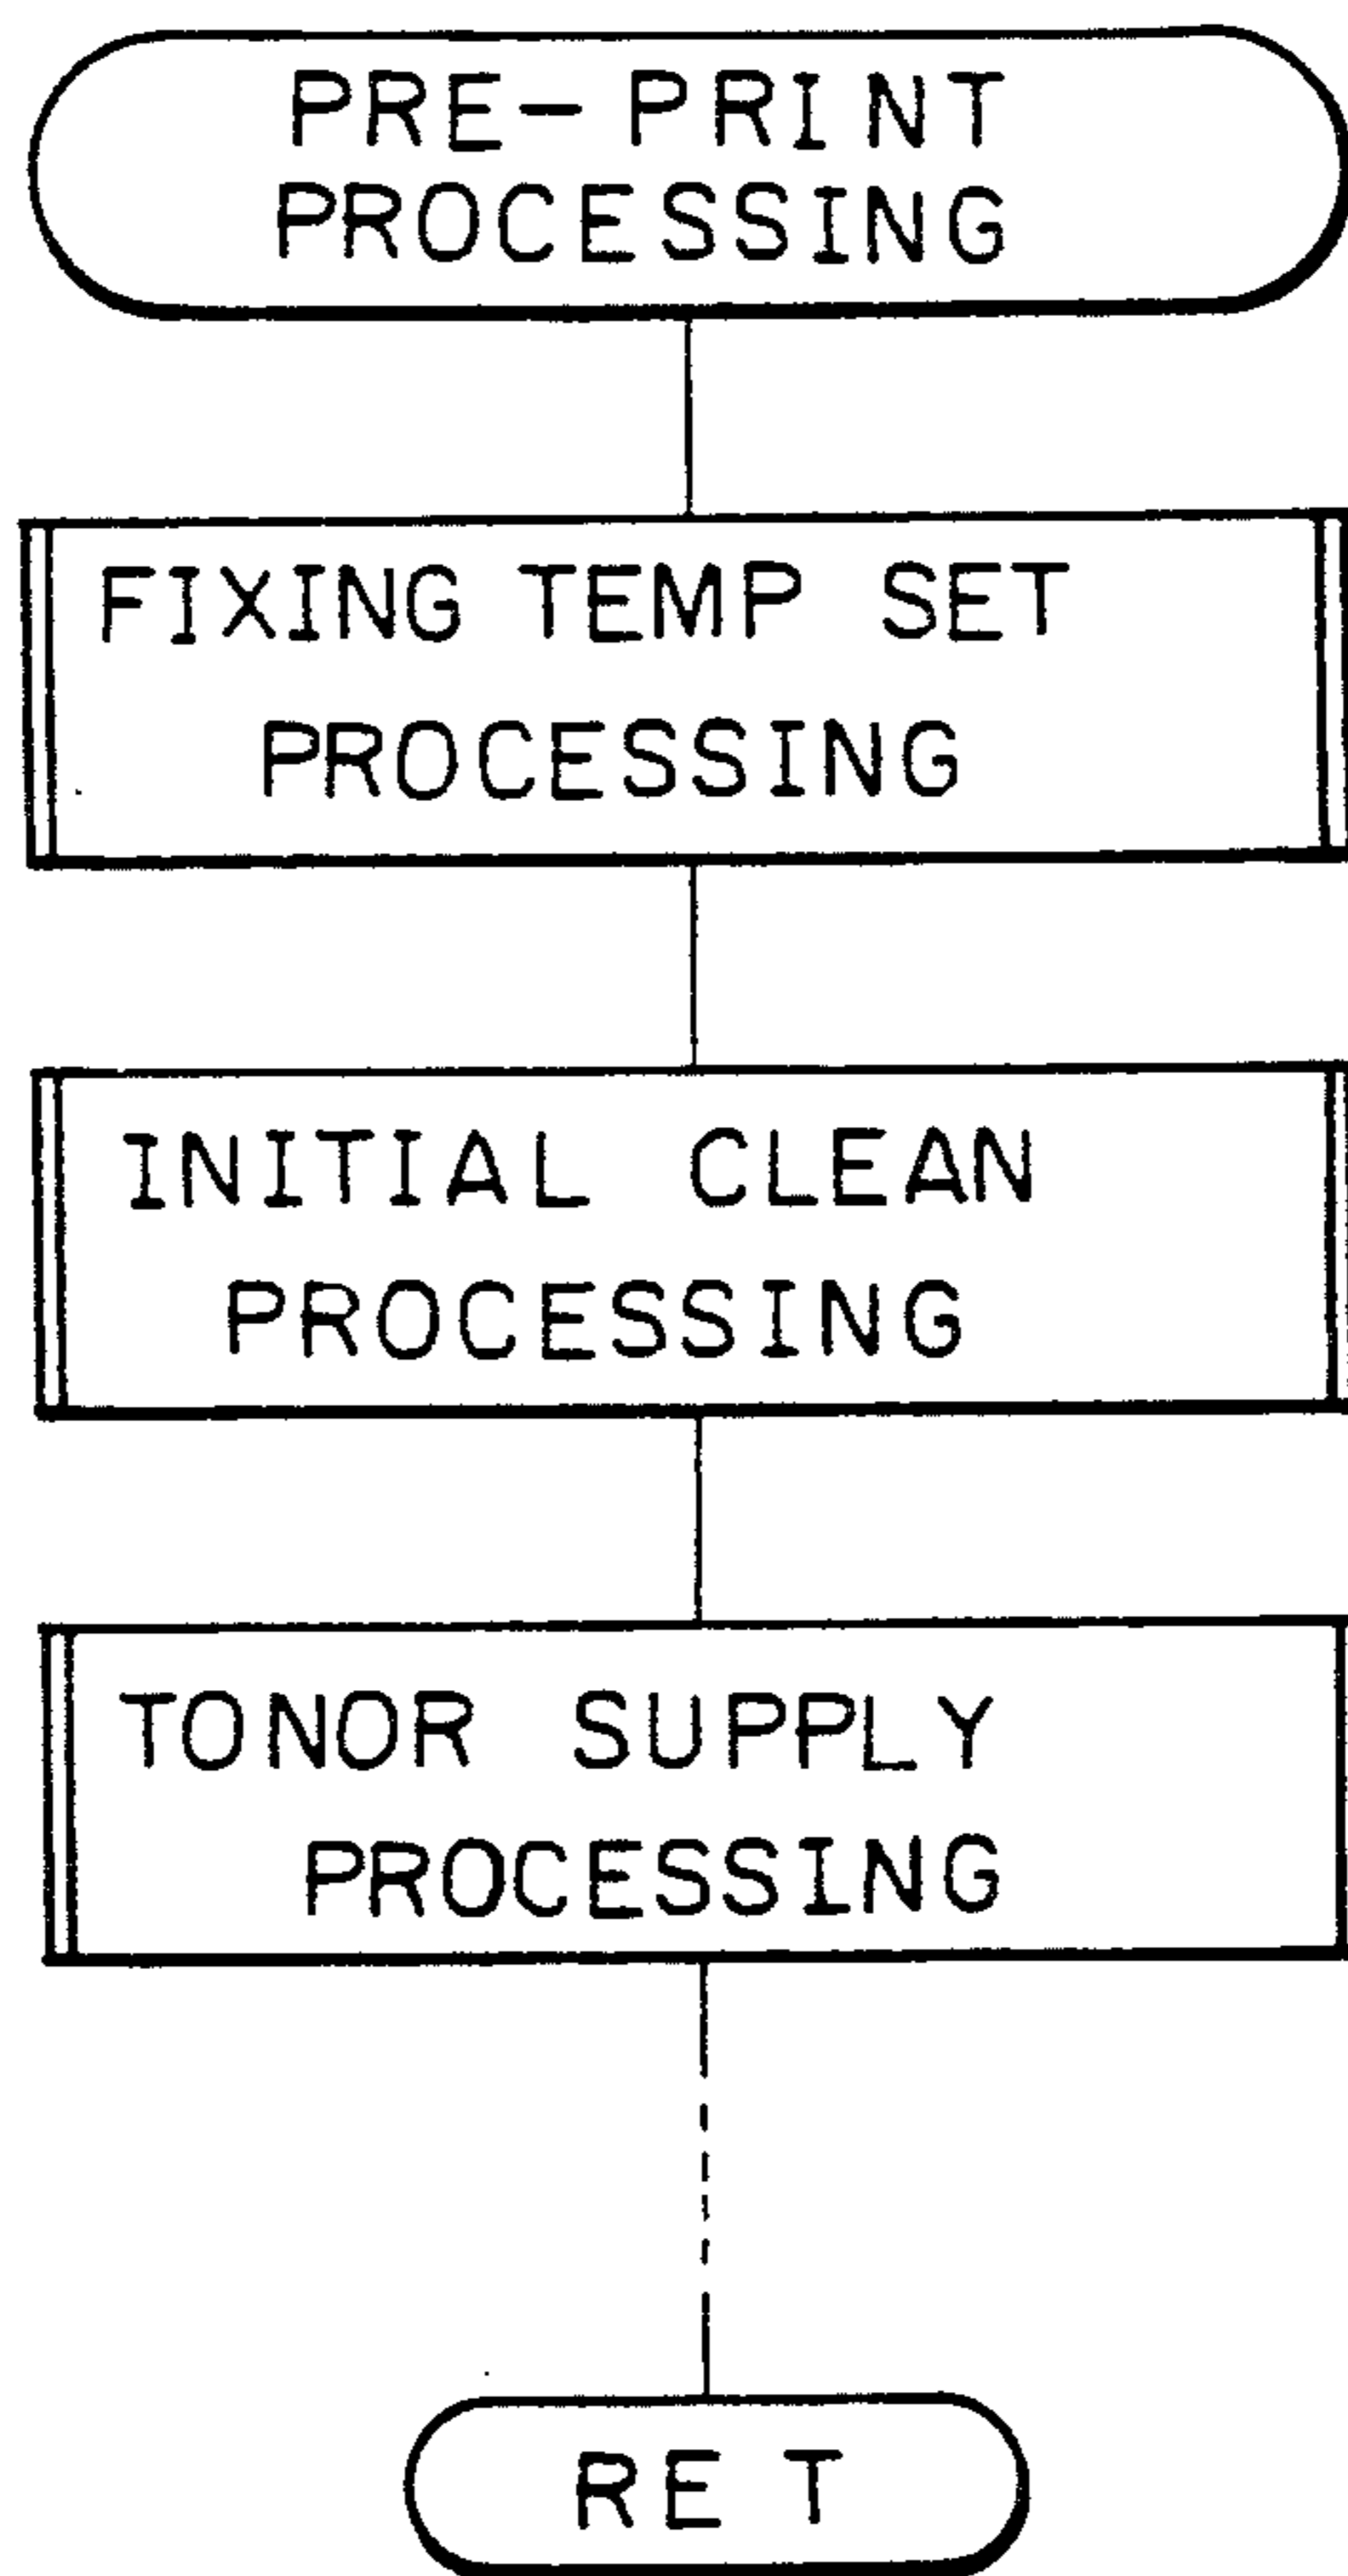 PRE-PRINT
PROCESSING
FIXING TEMP SET
PROCESSING
INITIAL CLEAN
PROCESSING
TONOR SUPPLY
PROCESSING
RET